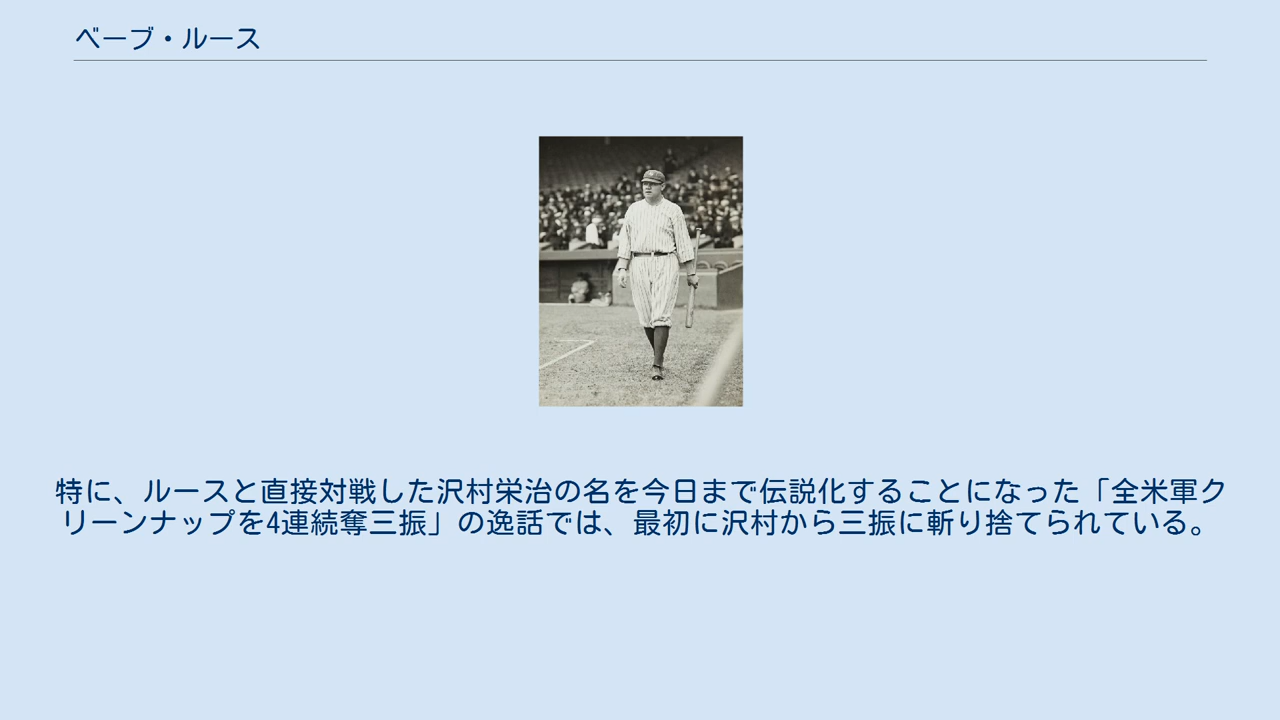 ベーブ・ルース
特に、ルースと直接対戦した沢村栄治の名を今日まで伝説化することになった「全米軍ク
リーンナップを4連続奪三振」の逸話では、最初に沢村から三振に斬り捨てられている。